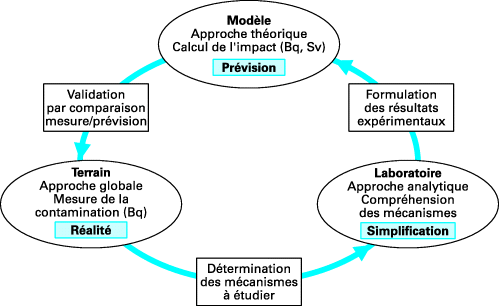 Modèle
Approche théorique
Calcul de l'impact (Bq, Sv)
Prévision
Validation
par comparaison
mesure/prévision
Formulation
des résultats
expérimentaux
Terrain
Approche globale
Mesure de la
contamination (Bq)
Réalité
Laboratoire
Approche analytique
Compréhension
des mécanismes
Simplification
Détermination
des mécanismes
à étudier